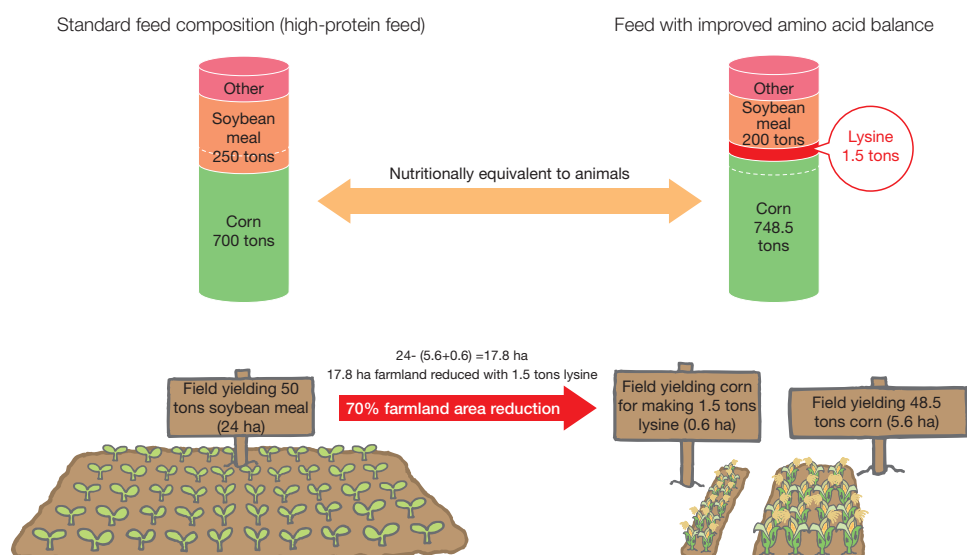 Standard feed composition (high-protein feed)
Feed with improved amino acid balance
Other
Soybean
meal
250 tons
Corn
700 tons
Nutritionally equivalent to animals
Other
Soybean
meal
200 tons
Lysine
1.5 tons
Corn
748.5
tons
24- (5.6+0.6) =17.8 ha
17.8 ha farmland reduced with 1.5 tons lysine
70% farmland area reduction
Field yielding 50
tons soybean meal
(24 ha)
Field yielding corn
for making 1.5 tons
lysine (0.6 ha)
Field yielding 48.5
tons corn (5.6 ha)